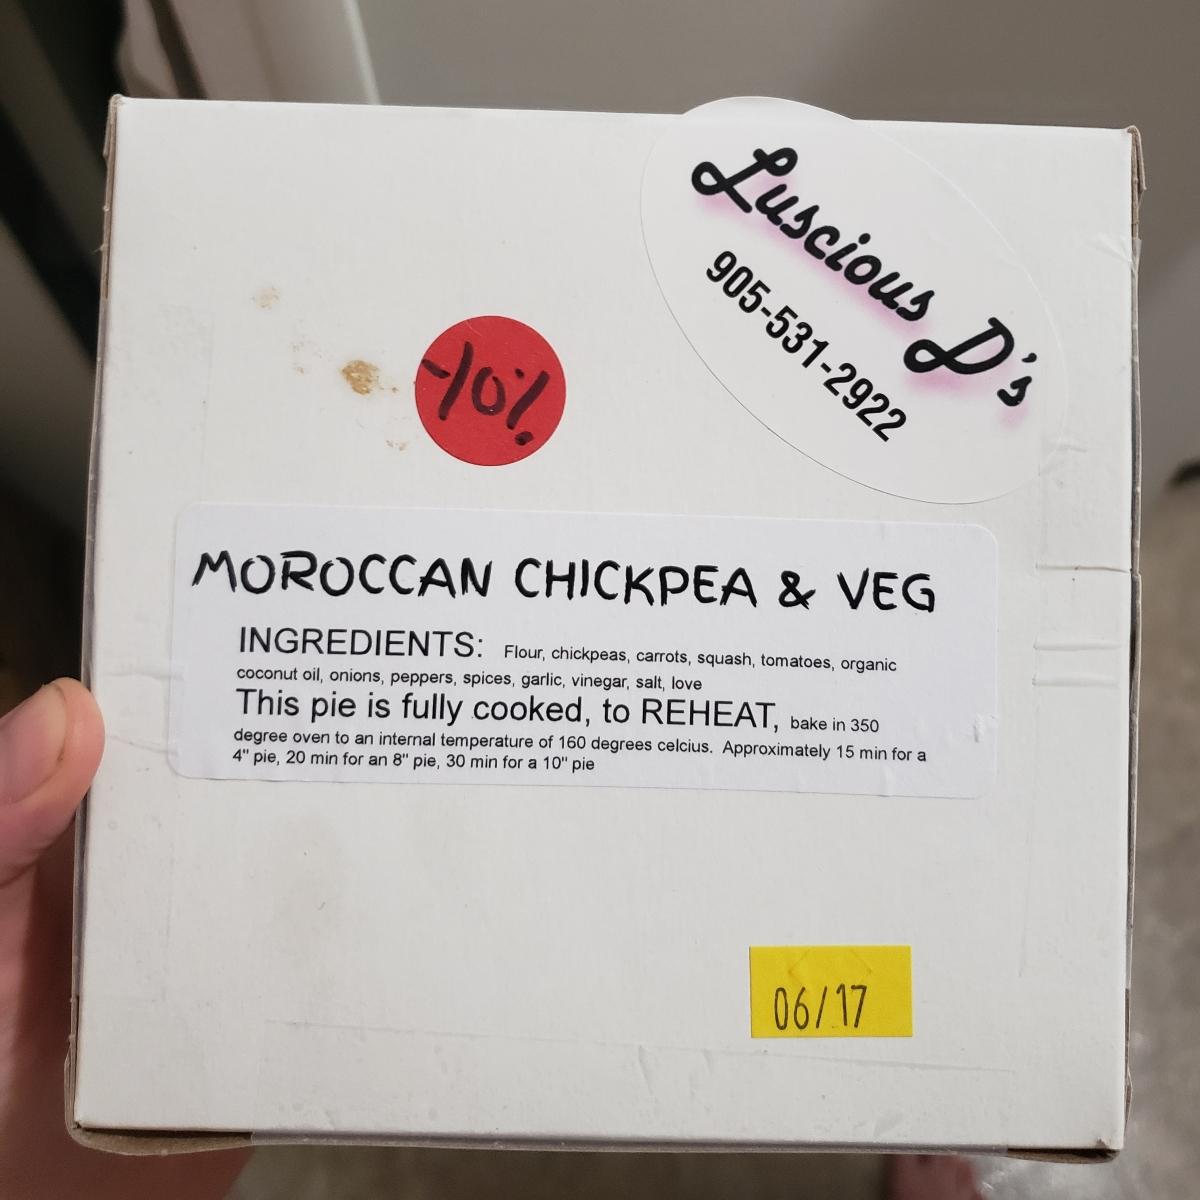 Luscious D's
905-531-2922
-10%
MOROCCAN CHICKPEA & VEG
INGREDIENTS: Flour, chickpeas, carrots, squash, tomatoes, organic
coconut oil, onions, peppers, spices, garlic, vinegar, salt, love
This pie is fully cooked, to REHEAT, bake in 350
degree oven to an internal temperature of 160 degrees celcius. Approximately 15 min for a
4" pie, 20 min for an 8" pie, 30 min for a 10" pie
06/17